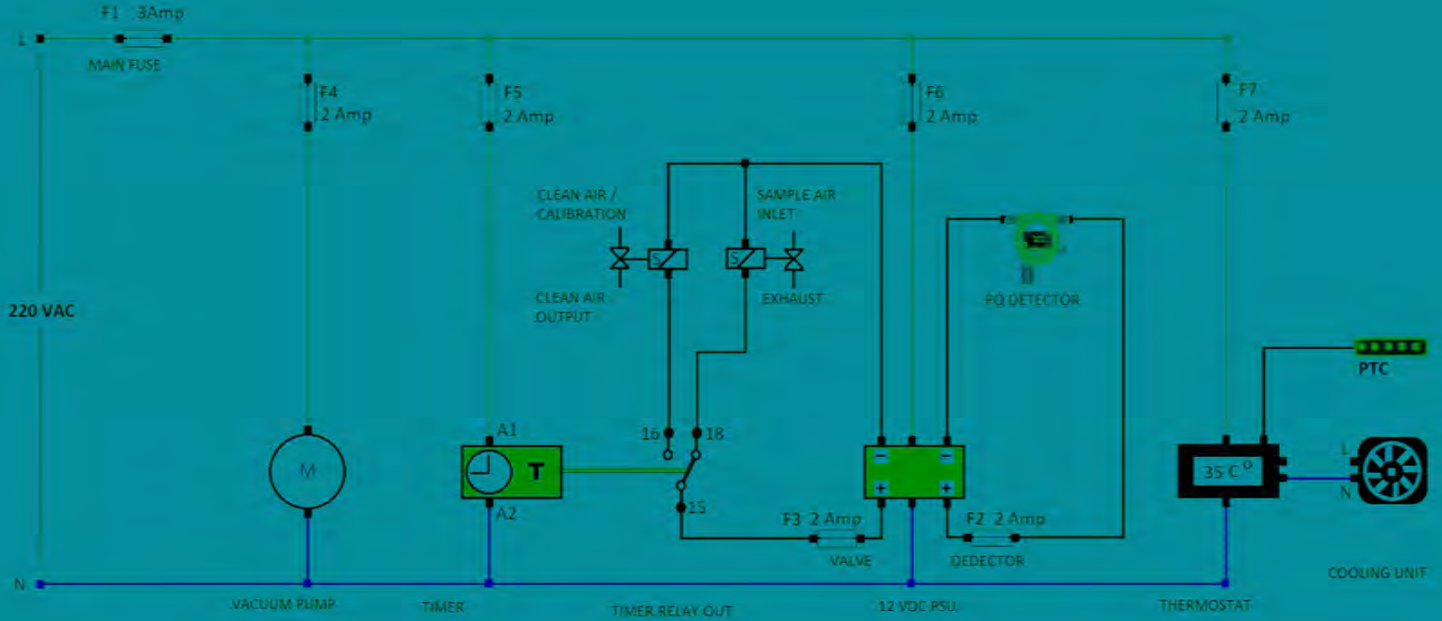 F1 3Amp
L
MAIN FUSE
F4
2 Amp
F5
2 Amp
F6
2 Amp
F7
2 Amp
CLEAN AIR /
CALIBRATION
SAMPLE AIR
INLET
S
S
CLEAN AIR
OUTPUT
EXHAUST
PQ DETECTOR
220 VAC
PTC
A1
16
18
M
T
35 C°
L
N
A2
15
F3 2 Amp
F2 2 Amp
VALVE
DEDECTOR
COOLING UNIT
N
VACUUM PUMP
TIMER
TIMER RELAY OUT
12 VDC PSU
THERMOSTAT